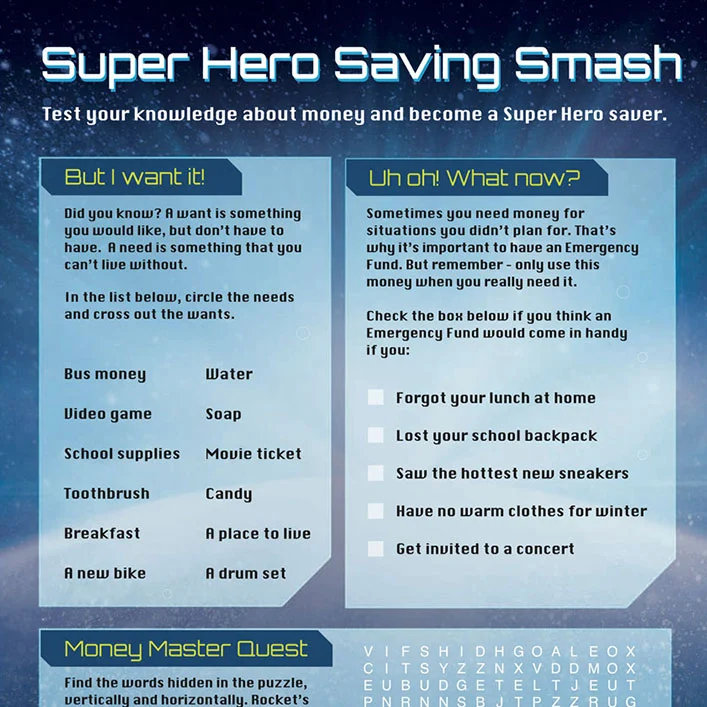 Super Hero Saving Smash
Test your knowledge about money and become a Super Hero saver.
But I want it!
Did you know? A want is something
you would like, but don't have to
have. A need is something that you
can't live without.
In the list below, circle the needs
and cross out the wants.
Bus money Water
Video game Soap
School supplies Movie ticket
Toothbrush Candy
Breakfast A place to live
A new bike A drum set
Uh oh! What now?
Sometimes you need money for
situations you didn't plan for. That's
why it's important to have an Emergency
Fund. But remember - only use this
money when you really need it.
Check the box below if you think an
Emergency Fund would come in handy
if you:
Forgot your lunch at home
Lost your school backpack
Saw the hottest new sneakers
Have no warm clothes for winter
Get invited to a concert
Money Master Quest
Find the words hidden in the puzzle,
vertically and horizontally. Rocket's
V I F S H I D H G O A L E O X
C I T S Y Z Z N X V D D M O X
E U B U D G E T E L T J E U T
P N R N N S B J T P Z Z R U G